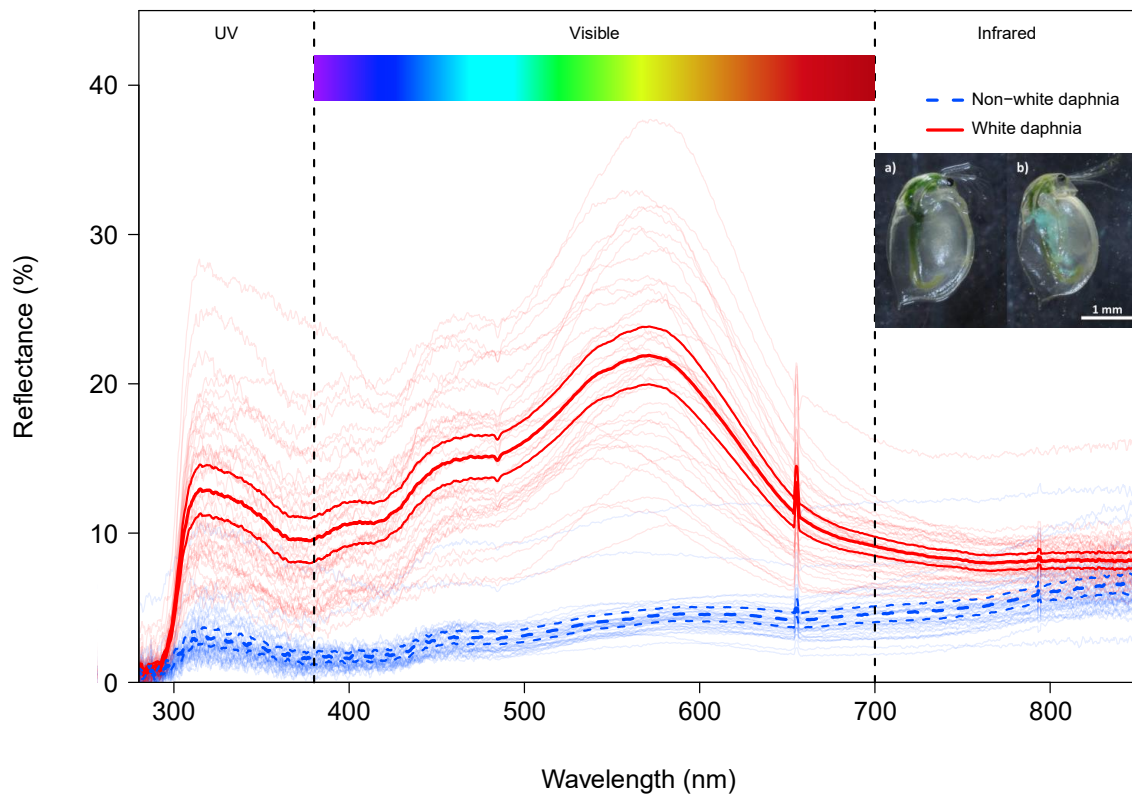 UV Visible Infrared
Non−white daphnia
White daphnia
a) b)
1 mm
Reflectance (%)
40
30
20
10
0
300 400 500 600 700 800
Wavelength (nm)